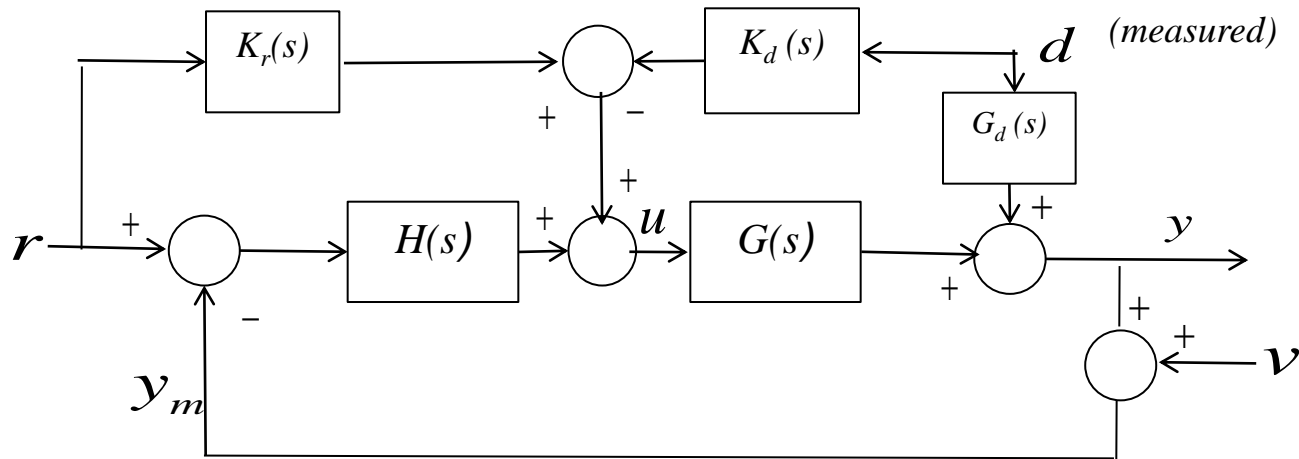 K_r(s)
K_d (s)
d (measured)
+ −
G_d (s)
+
+ + u +
r H(s) G(s) y
− + +
+
v
y_m